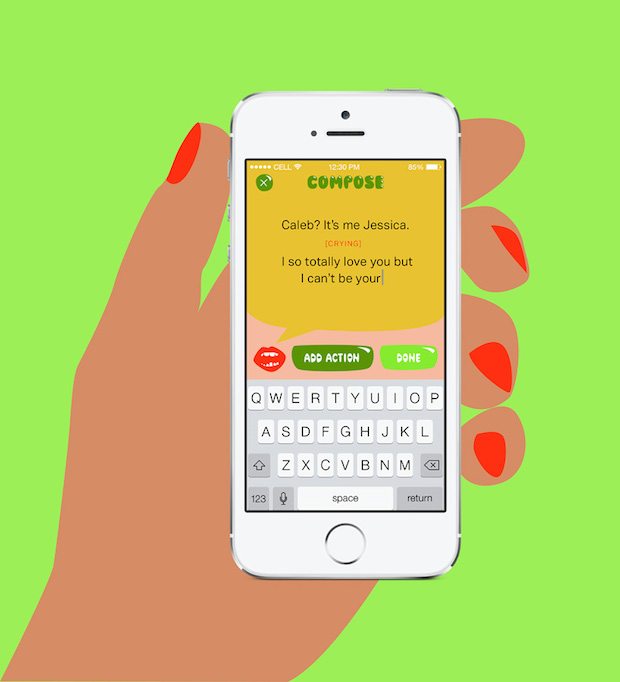 CELL 12:30 PM 85%
COMPOSE
Caleb? It's me Jessica.
[CRYING]
I so totally love you but
I can't be your
ADD ACTION DONE
Q W E R T Y U I O P
A S D F G H J K L
Z X C V B N M
123 space return